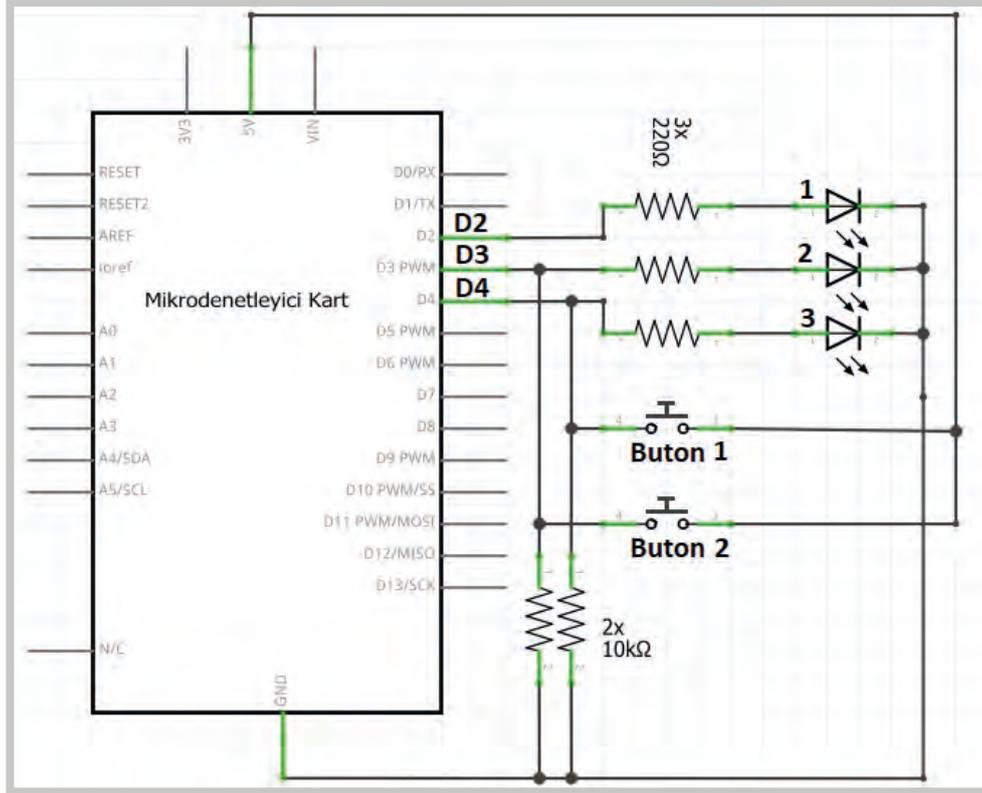 3V3
5V
VIN
3x
220Ω
RESET
RESET2
AREF
ioref
A0
A1
A2
A3
A4/SDA
A5/SCL
N/C
Mikrodenetleyici Kart
D0/RX
D1/TX
D2
D3 PWM
D4
D5 PWM
D6 PWM
D7
D8
D9 PWM
D10 PWM/SS
D11 PWM/MOSI
D12/MISO
D13/SCK
GND
D2
D3
D4
1
2
3
Buton 1
Buton 2
2x
10kΩ